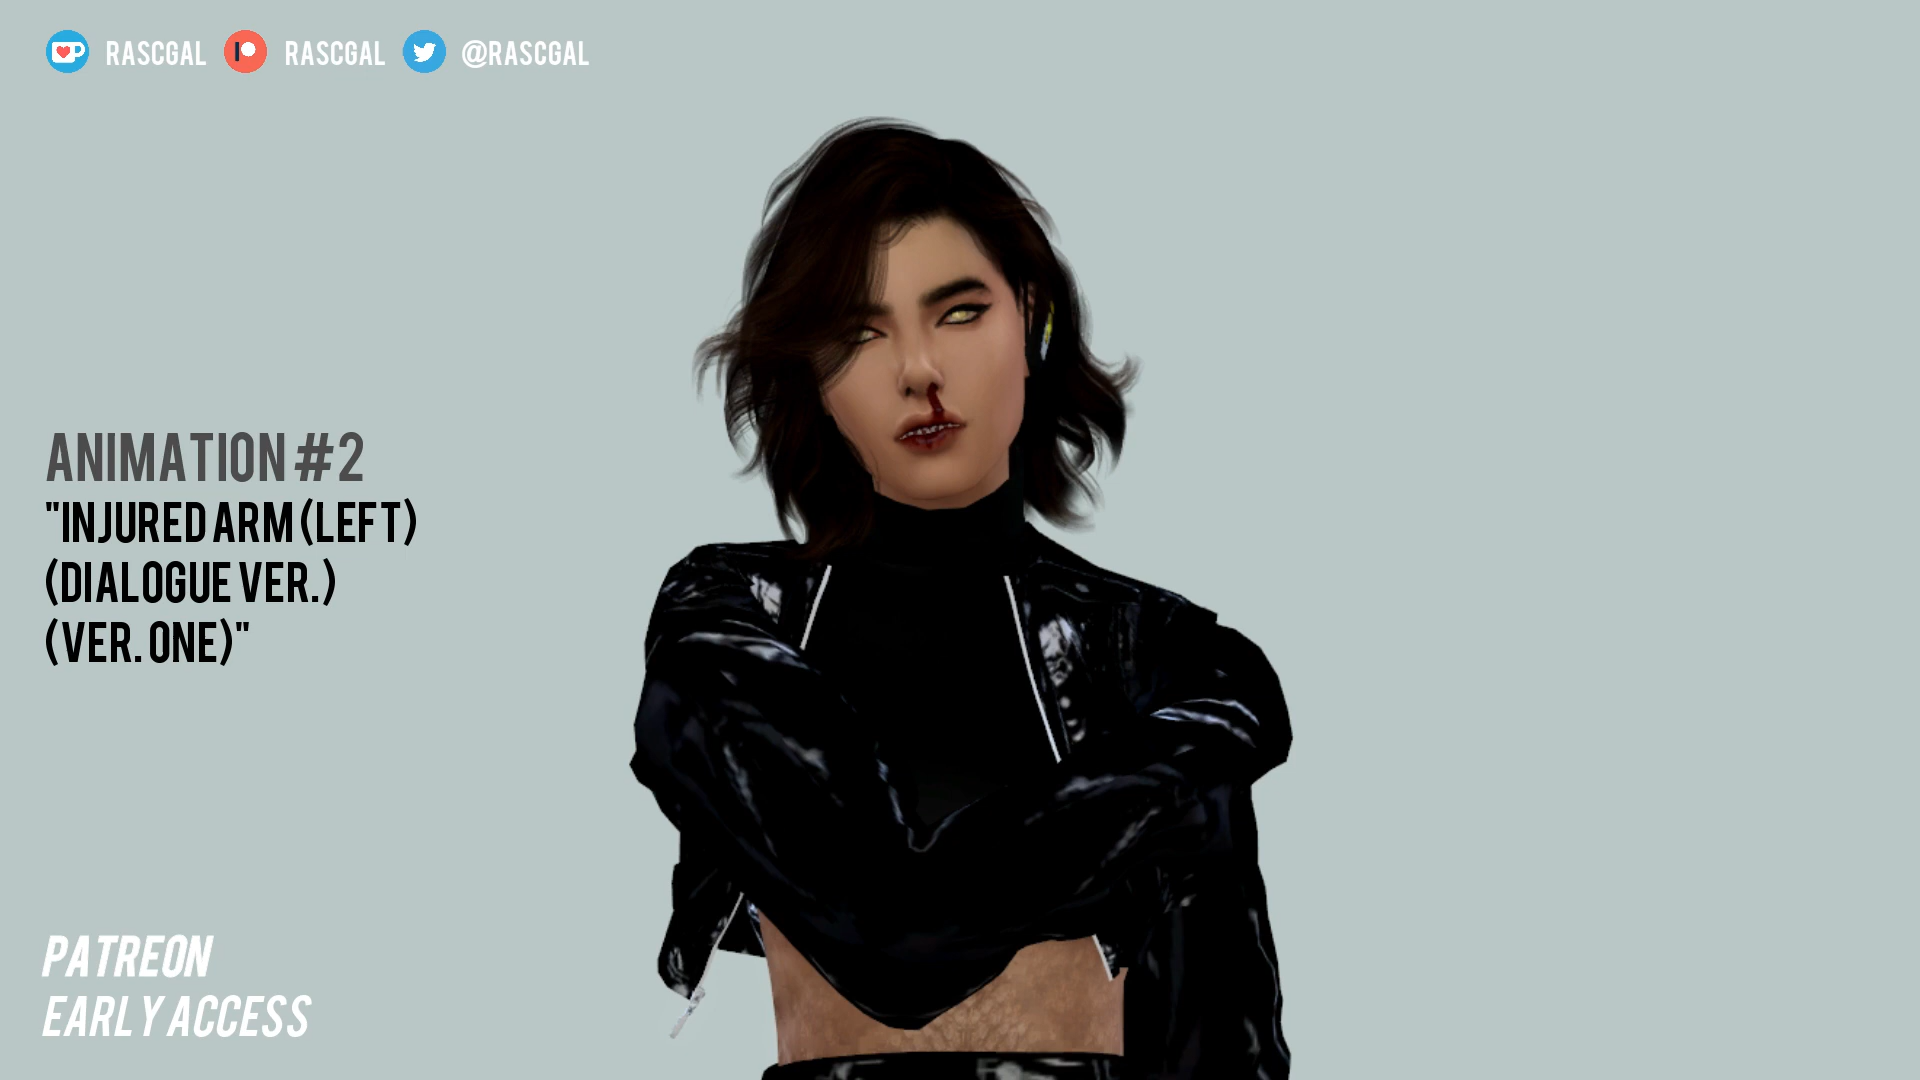 RASCGAL RASCGAL @RASCGAL
ANIMATION #2
"INJURED ARM (LEFT)
(DIALOGUE VER.)
(VER. ONE)"
PATREON
EARLY ACCESS